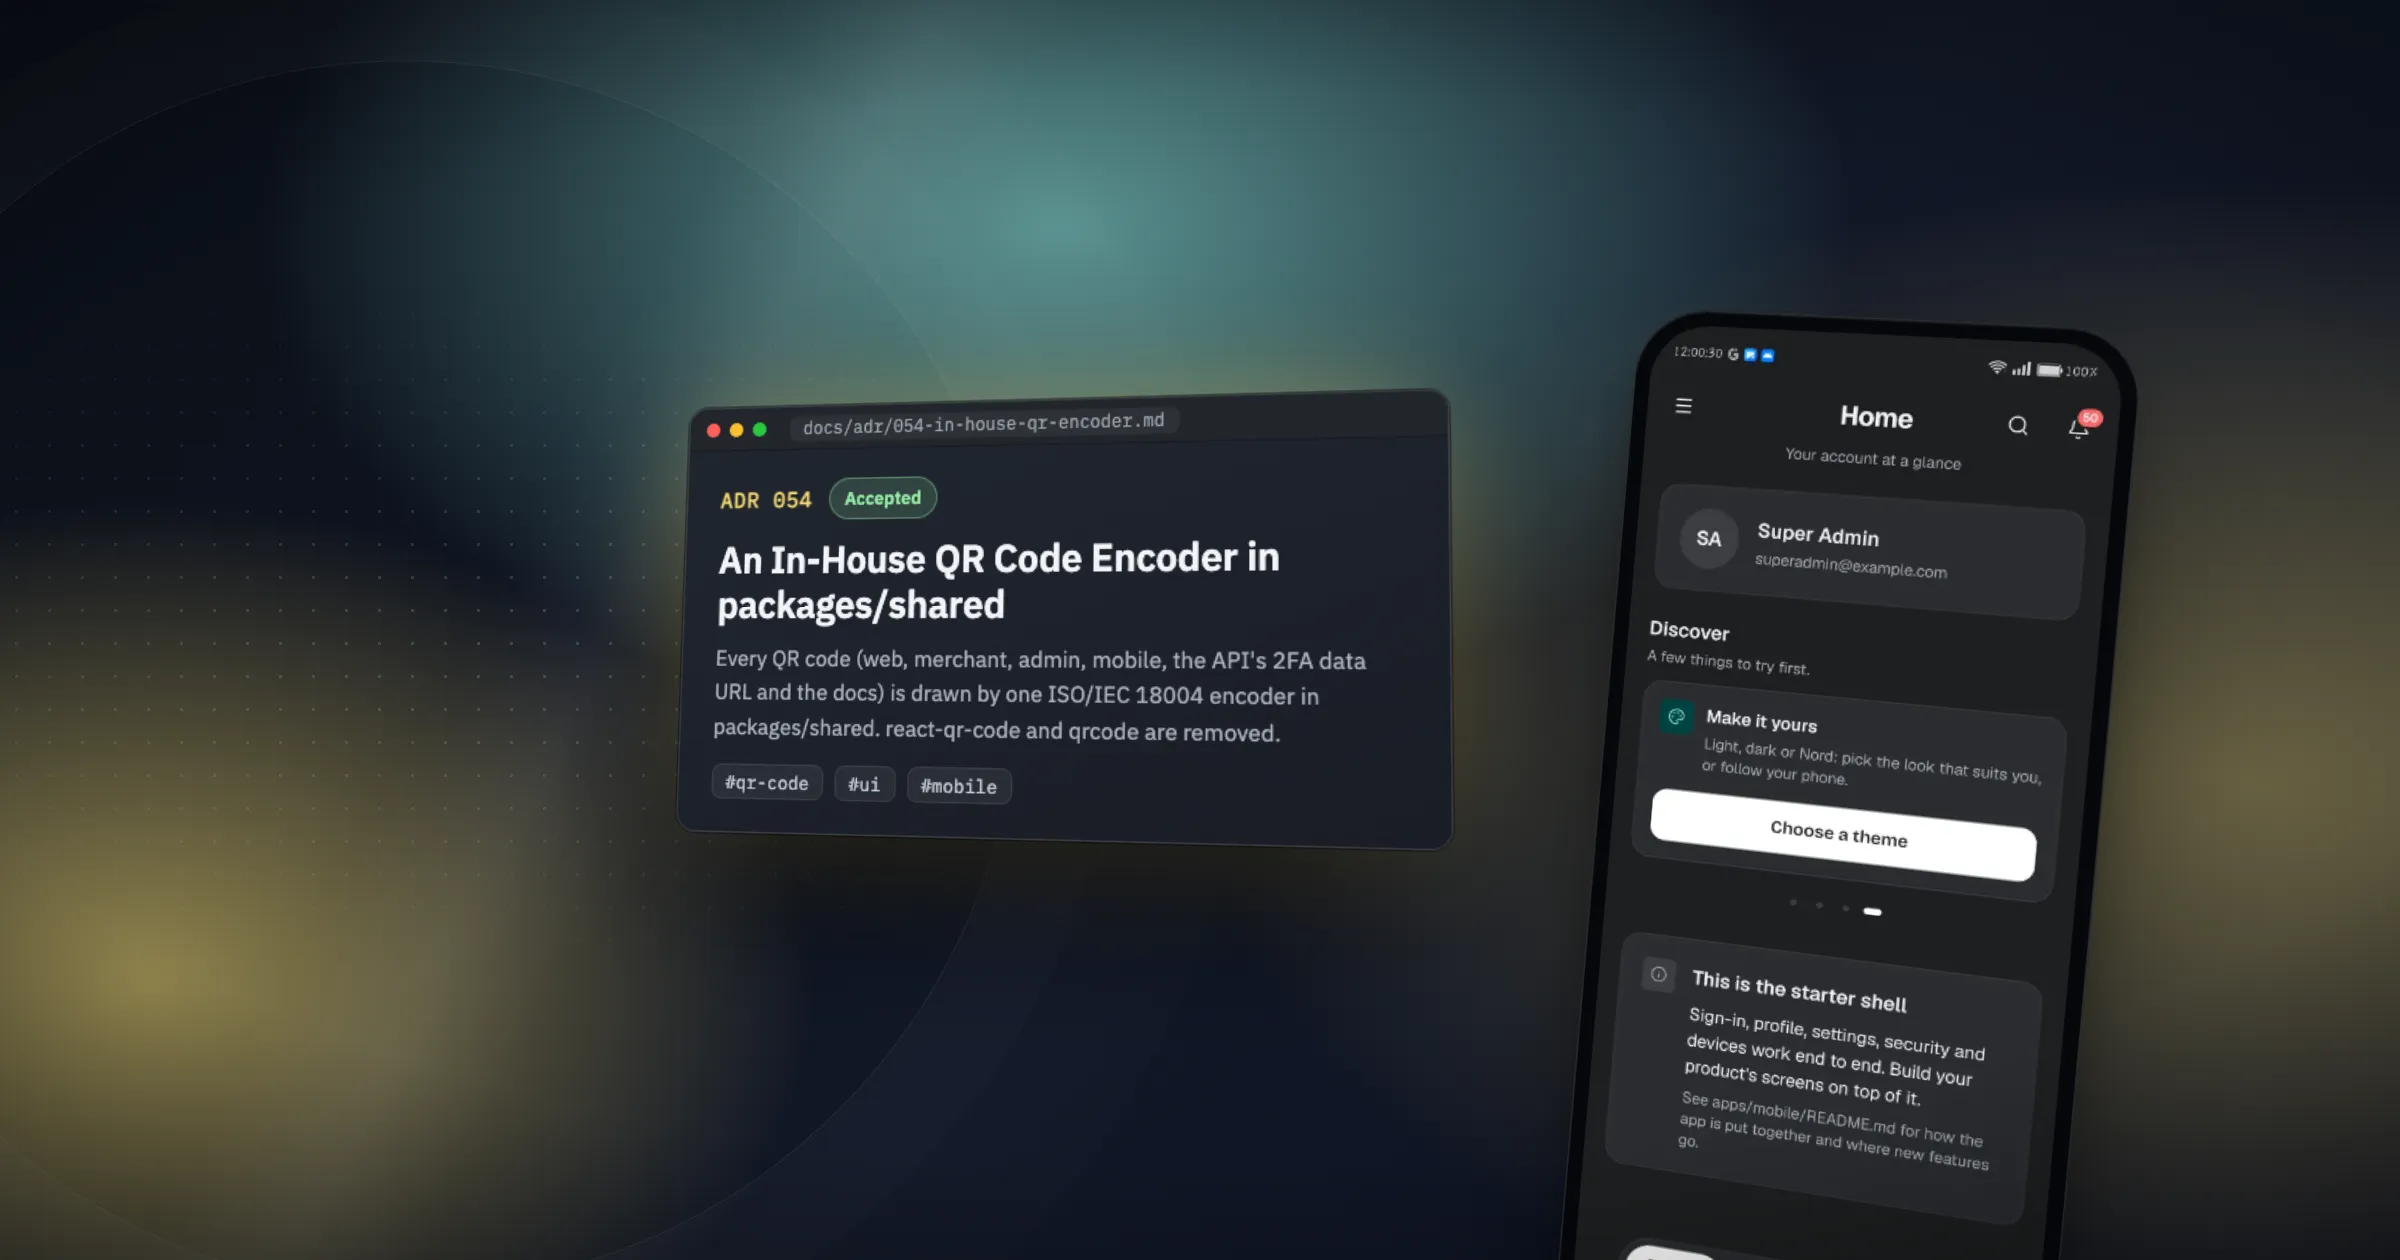 docs/adr/054-in-house-qr-encoder.md
ADR 054
Accepted
An In-House QR Code Encoder in
packages/shared
Every QR code (web, merchant, admin, mobile, the API's 2FA data
URL and the docs) is drawn by one ISO/IEC 18004 encoder in
packages/shared. react-qr-code and qrcode are removed.
#qr-code #ui #mobile
12:00:30 G 100%
Home
50
Your account at a glance
SA
Super Admin
superadmin@example.com
Discover
A few things to try first.
Make it yours
Light, dark or Nord: pick the look that suits you,
or follow your phone.
Choose a theme
This is the starter shell
Sign-in, profile, settings, security and
devices work end to end. Build your
product's screens on top of it.
See apps/mobile/README.md for how the
app is put together and where new features
go.